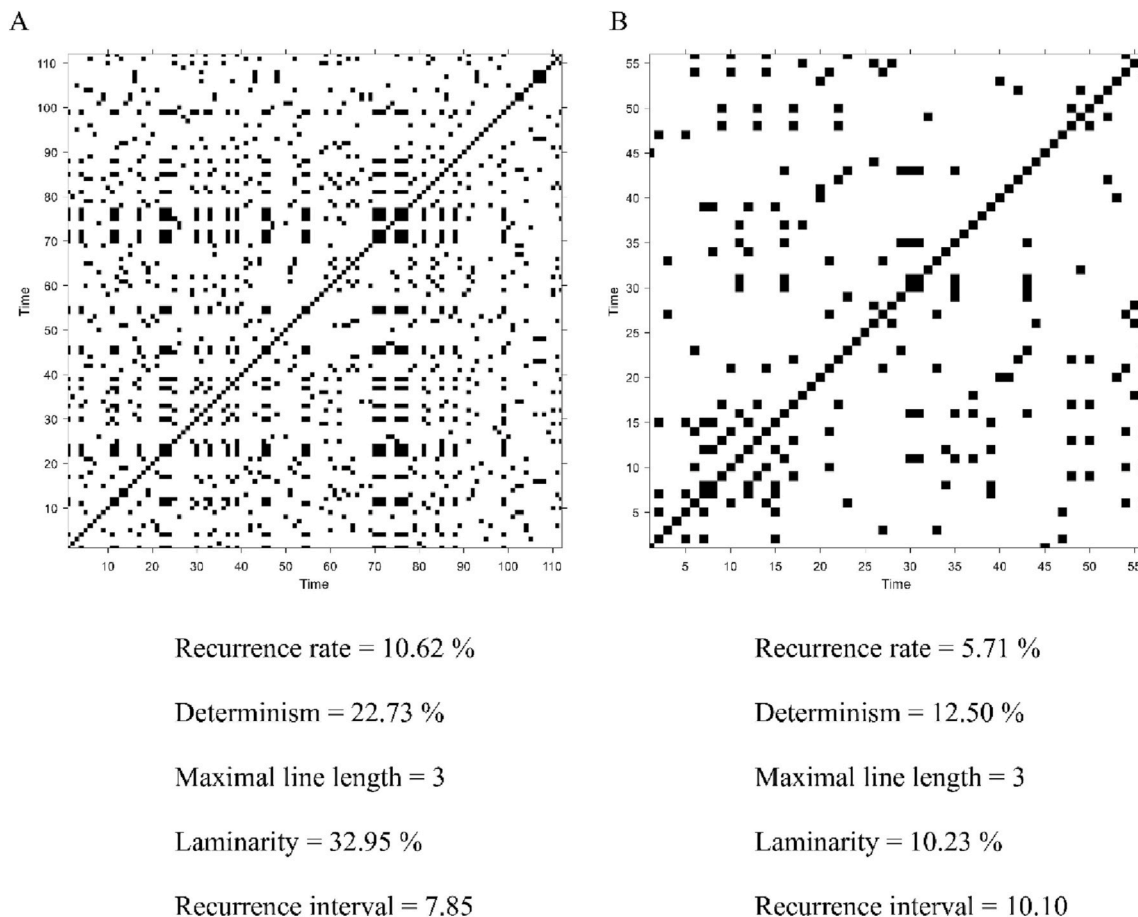 A
B
110
100
90
80
70
60
50
40
30
20
10
Time
10 20 30 40 50 60 70 80 90 100 110
Time
55
50
45
40
35
30
25
20
15
10
5
Time
5 10 15 20 25 30 35 40 45 50 55
Time
Recurrence rate = 10.62 %
Determinism = 22.73 %
Maximal line length = 3
Laminarity = 32.95 %
Recurrence interval = 7.85
Recurrence rate = 5.71 %
Determinism = 12.50 %
Maximal line length = 3
Laminarity = 10.23 %
Recurrence interval = 10.10